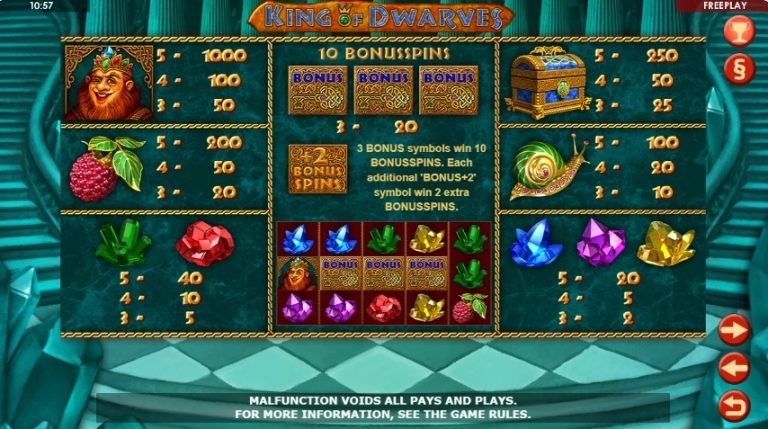 10:57
KING OF DWARVES
FREEPLAY
5 - 1000
4 - 100
3 - 50
10 BONUSSPINS
BONUS BONUS BONUS
3 - 20
5 - 250
4 - 50
3 - 25
§
5 - 200
4 - 50
3 - 20
+2
BONUS
SPINS
3 BONUS symbols win 10
BONUSSPINS. Each
additional 'BONUS+2'
symbol win 2 extra
BONUSSPINS.
5 - 100
4 - 20
3 - 10
5 - 40
4 - 10
3 - 5
BONUS BONUS BONUS
5 - 20
4 - 5
3 - 2
MALFUNCTION VOIDS ALL PAYS AND PLAYS.
FOR MORE INFORMATION, SEE THE GAME RULES.